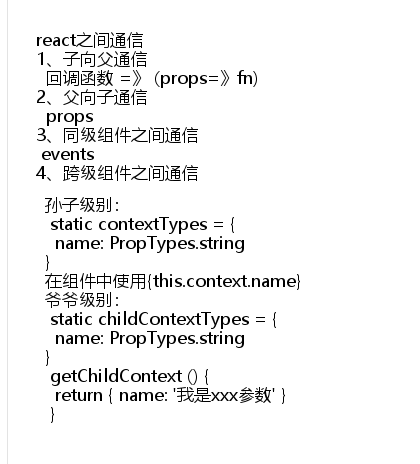 react之间通信
1、子向父通信
回调函数 =》 (props=》fn)
2、父向子通信
props
3、同级组件之间通信
events
4、跨级组件之间通信
孙子级别：
static contextTypes = {
name: PropTypes.string
}
在组件中使用{this.context.name}
爷爷级别：
static childContextTypes = {
name: PropTypes.string
}
getChildContext () {
return { name: '我是xxx参数' }
}